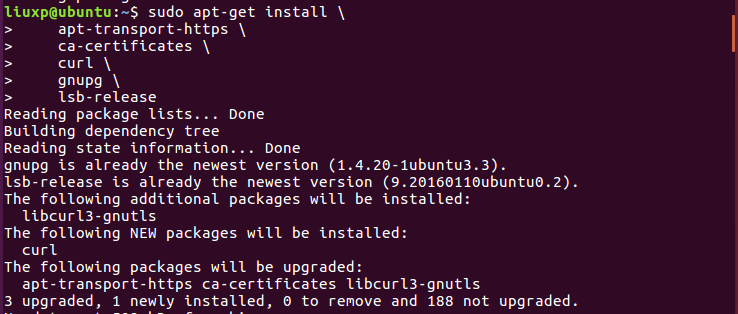 liuxp@ubuntu:~$ sudo apt-get install \
>     apt-transport-https \
>     ca-certificates \
>     curl \
>     gnupg \
>     lsb-release
Reading package lists... Done
Building dependency tree
Reading state information... Done
gnupg is already the newest version (1.4.20-1ubuntu3.3).
lsb-release is already the newest version (9.20160110ubuntu0.2).
The following additional packages will be installed:
  libcurl3-gnutls
The following NEW packages will be installed:
  curl
The following packages will be upgraded:
  apt-transport-https ca-certificates libcurl3-gnutls
3 upgraded, 1 newly installed, 0 to remove and 188 not upgraded.